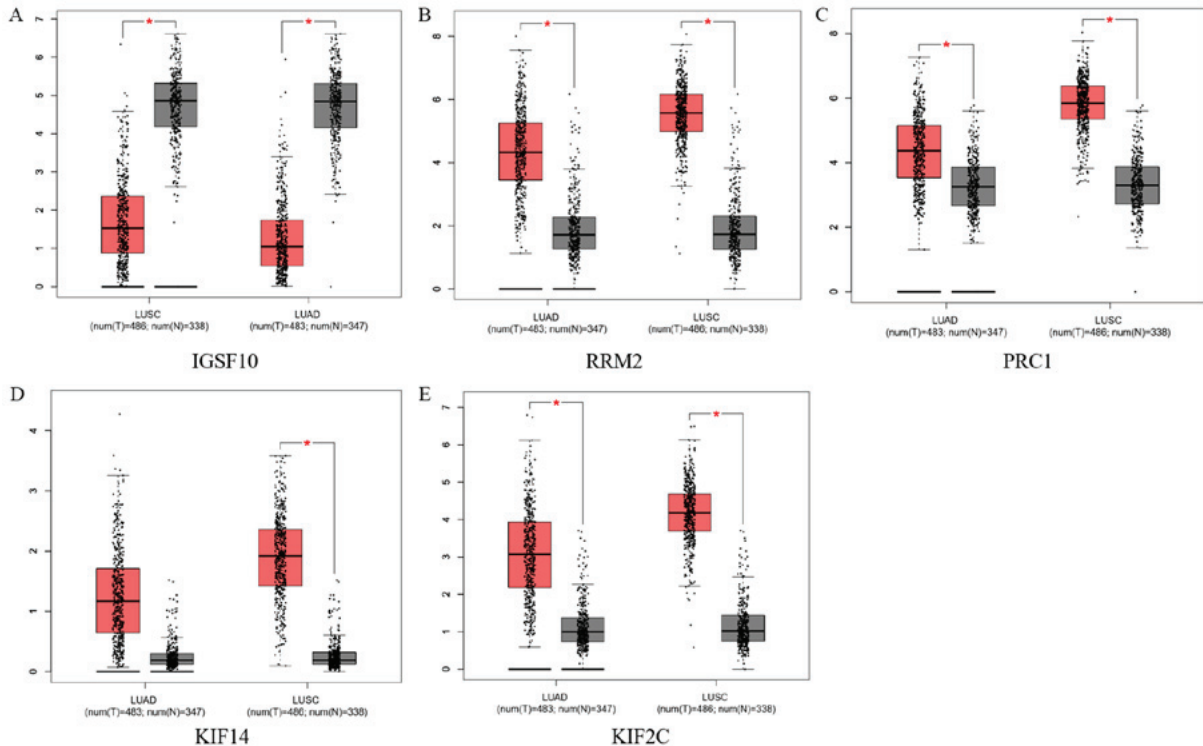 A
7
6
5
4
3
2
1
0
*
*
LUSC
(num(T)=486; num(N)=338)
LUAD
(num(T)=483; num(N)=347)
IGSF10
B
8
6
4
2
0
*
*
LUAD
(num(T)=483; num(N)=347)
LUSC
(num(T)=486; num(N)=338)
RRM2
C
8
6
4
2
0
*
*
LUAD
(num(T)=483; num(N)=347)
LUSC
(num(T)=486; num(N)=338)
PRC1
D
4
3
2
1
0
*
LUAD
(num(T)=483; num(N)=347)
LUSC
(num(T)=486; num(N)=338)
KIF14
E
7
6
5
4
3
2
1
0
*
*
LUAD
(num(T)=483; num(N)=347)
LUSC
(num(T)=486; num(N)=338)
KIF2C